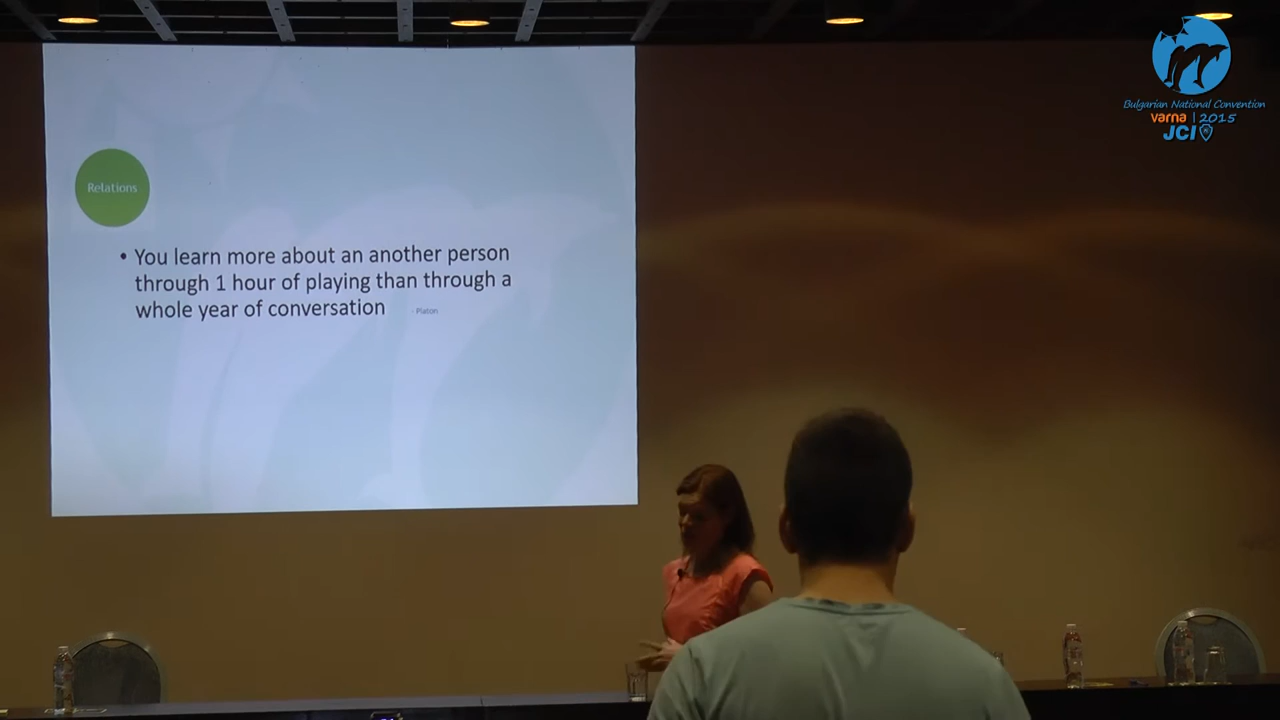 Relations
• You learn more about an another person
through 1 hour of playing than through a
whole year of conversation - Platon
Bulgarian National Convention
varna | 2015
JCI